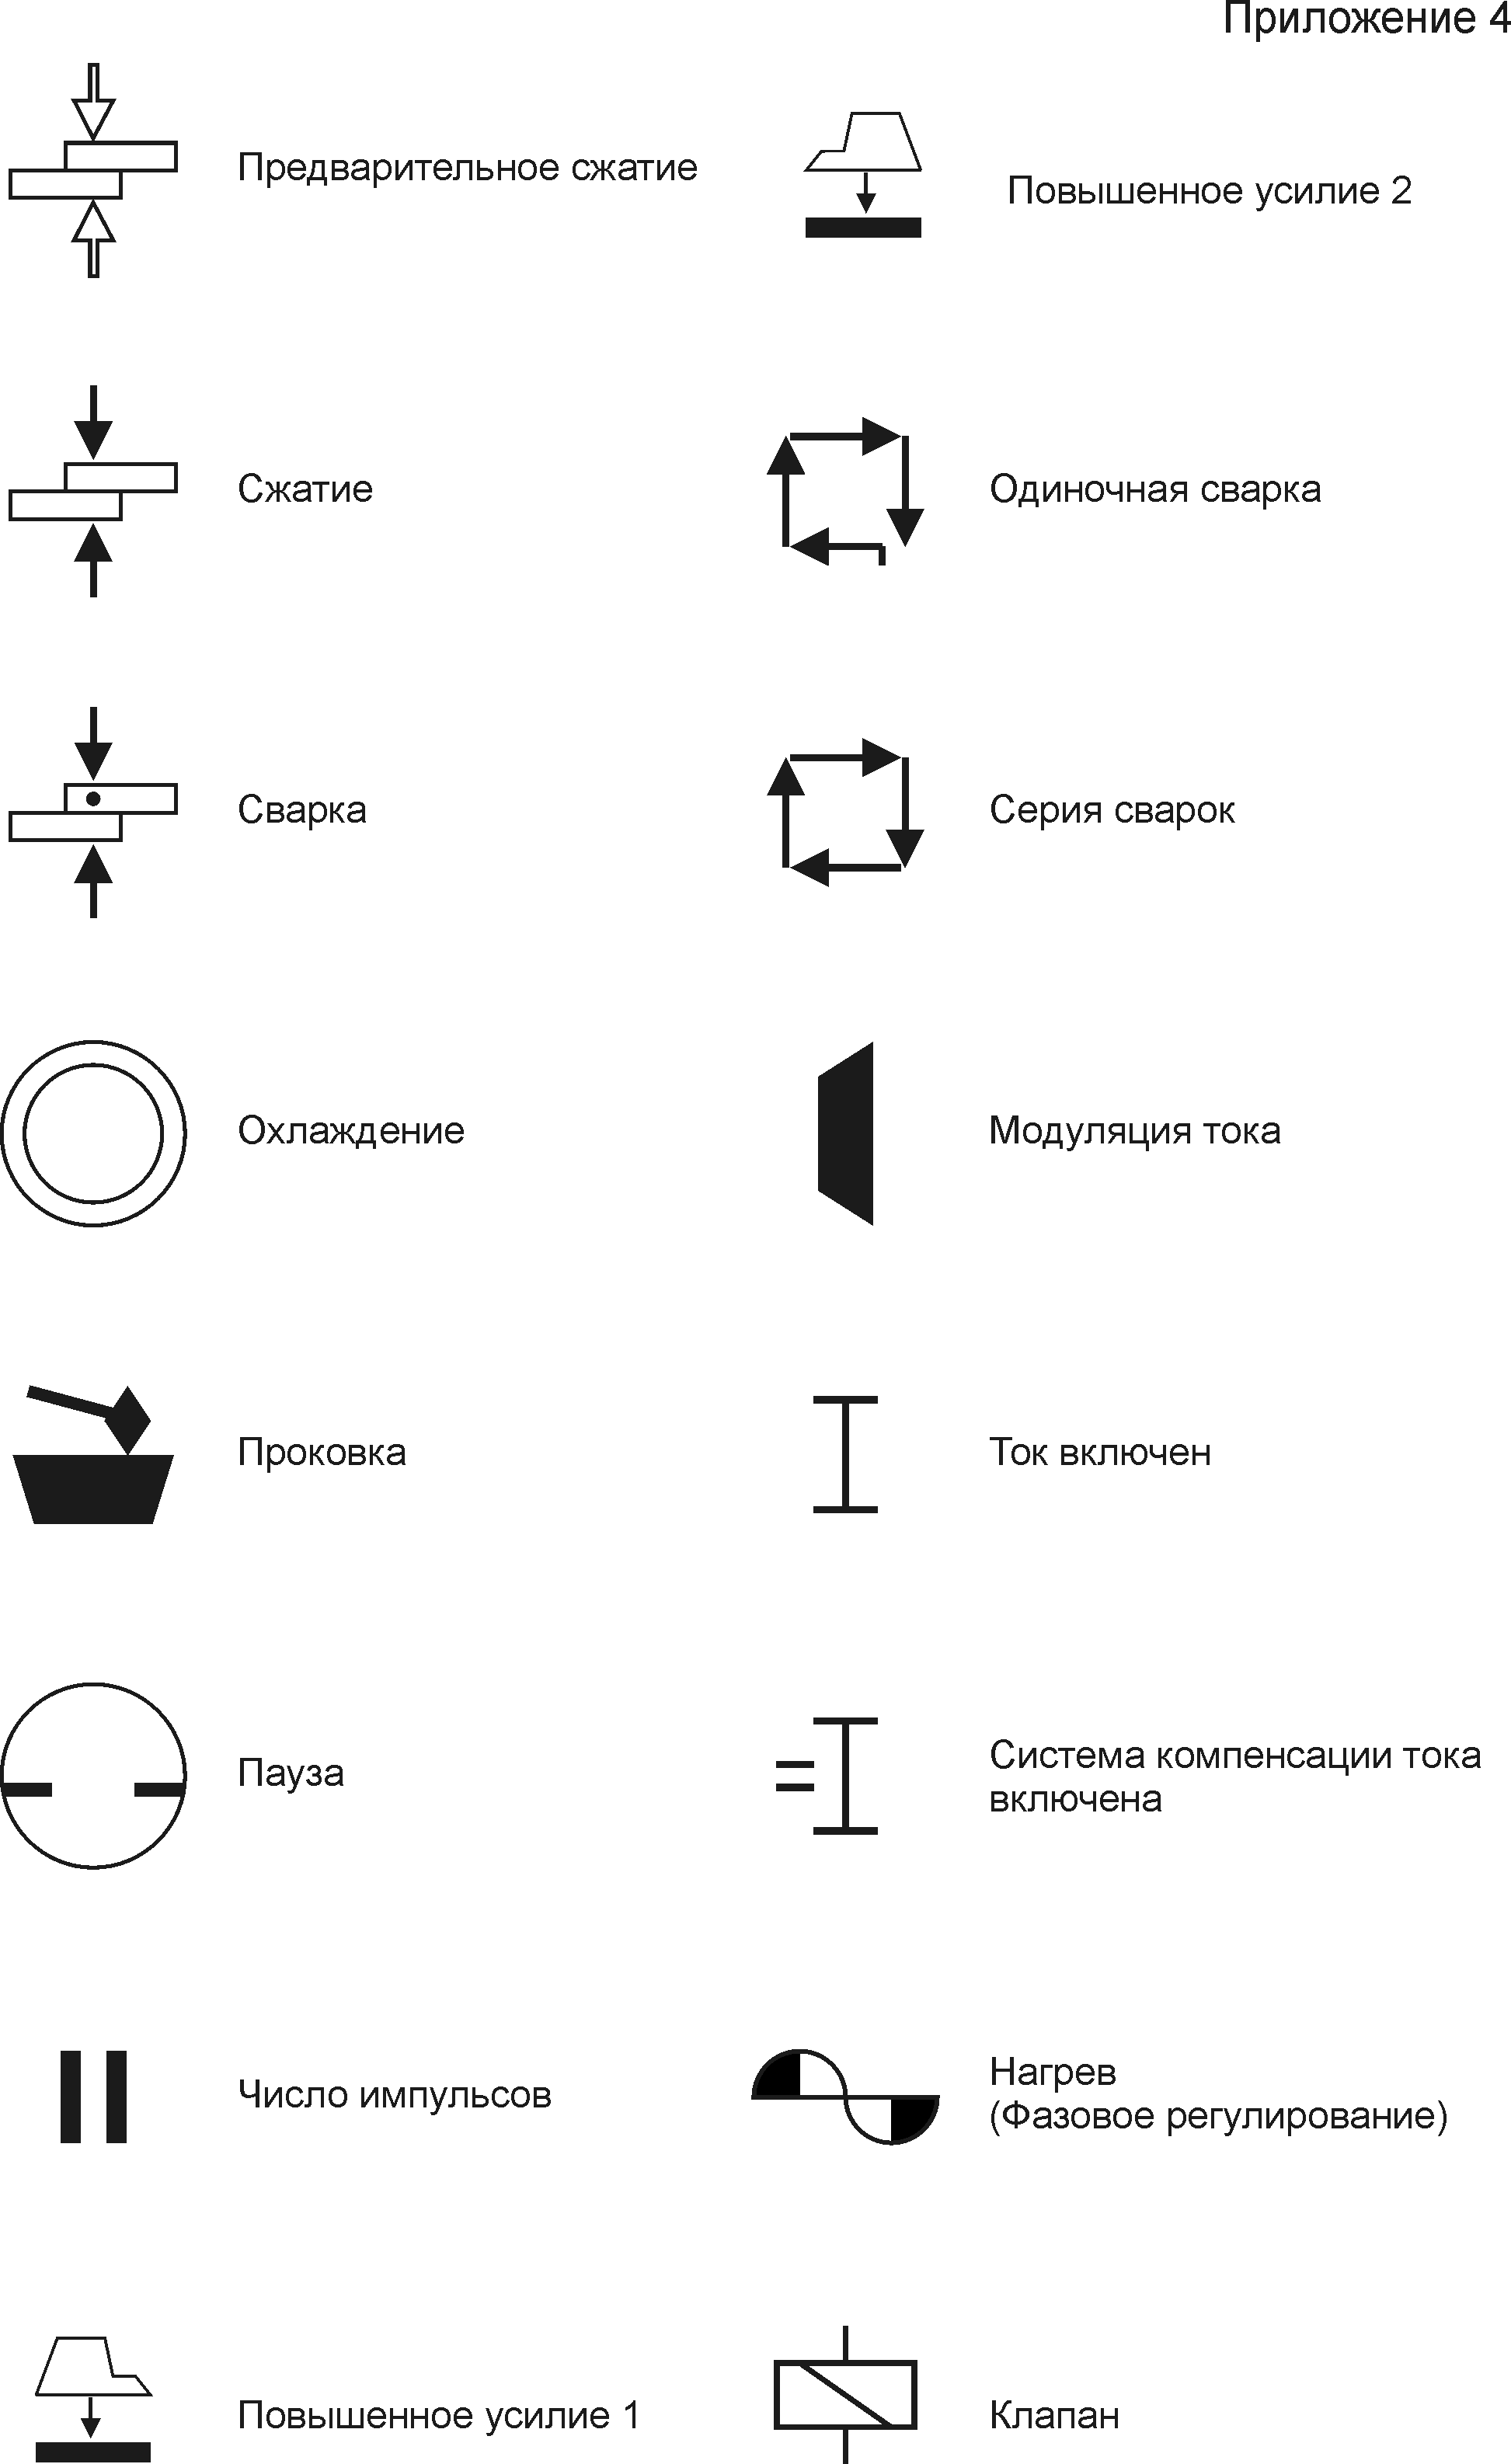 Приложение 4
Предварительное сжатие
Повышенное усилие 2
Сжатие
Одиночная сварка
Сварка
Серия сварок
Охлаждение
Модуляция тока
Проковка
Ток включен
Пауза
Система компенсации тока
включена
Число импульсов
Нагрев
(Фазовое регулирование)
Повышенное усилие 1
Клапан